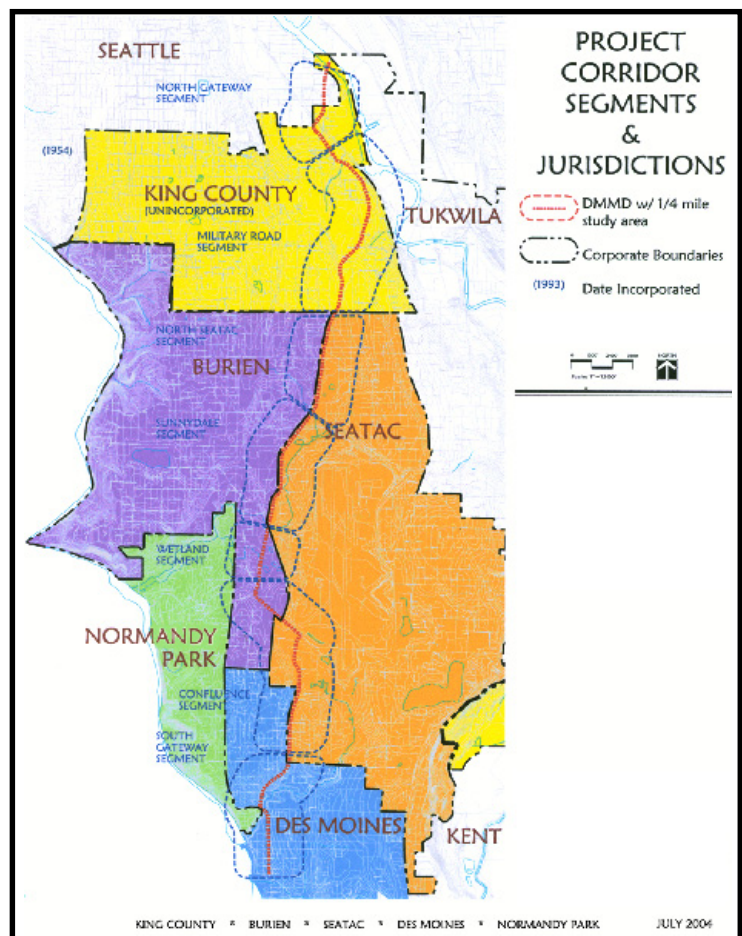 PROJECT
CORRIDOR
SEGMENTS
&
JURISDICTIONS
DMMD w/ 1/4 mile
study area
Corporate Boundaries
(1993) Date Incorporated
SEATTLE
NORTH GATEWAY
SEGMENT
(1954)
KING COUNTY
(UNINCORPORATED)
TUKWILA
MILITARY ROAD
SEGMENT
NORTH SEATAC
SEGMENT
BURIEN
SUNNYDALE
SEGMENT
SEATAC
WETLAND
SEGMENT
NORMANDY
PARK
CONFLUENCE
SEGMENT
SOUTH
GATEWAY
SEGMENT
DES MOINES
KENT
KING COUNTY * BURIEN * SEATAC * DES MOINES * NORMANDY PARK JULY 2004